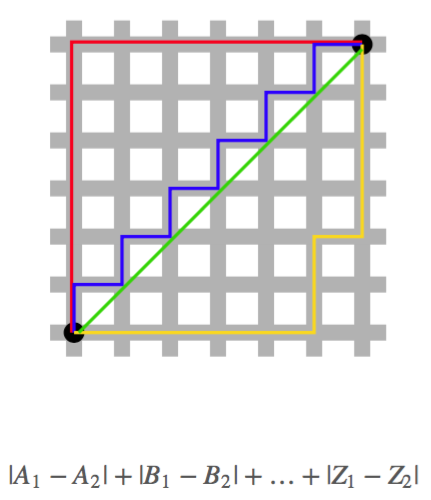 |A₁ − A₂| + |B₁ − B₂| + … + |Z₁ − Z₂|